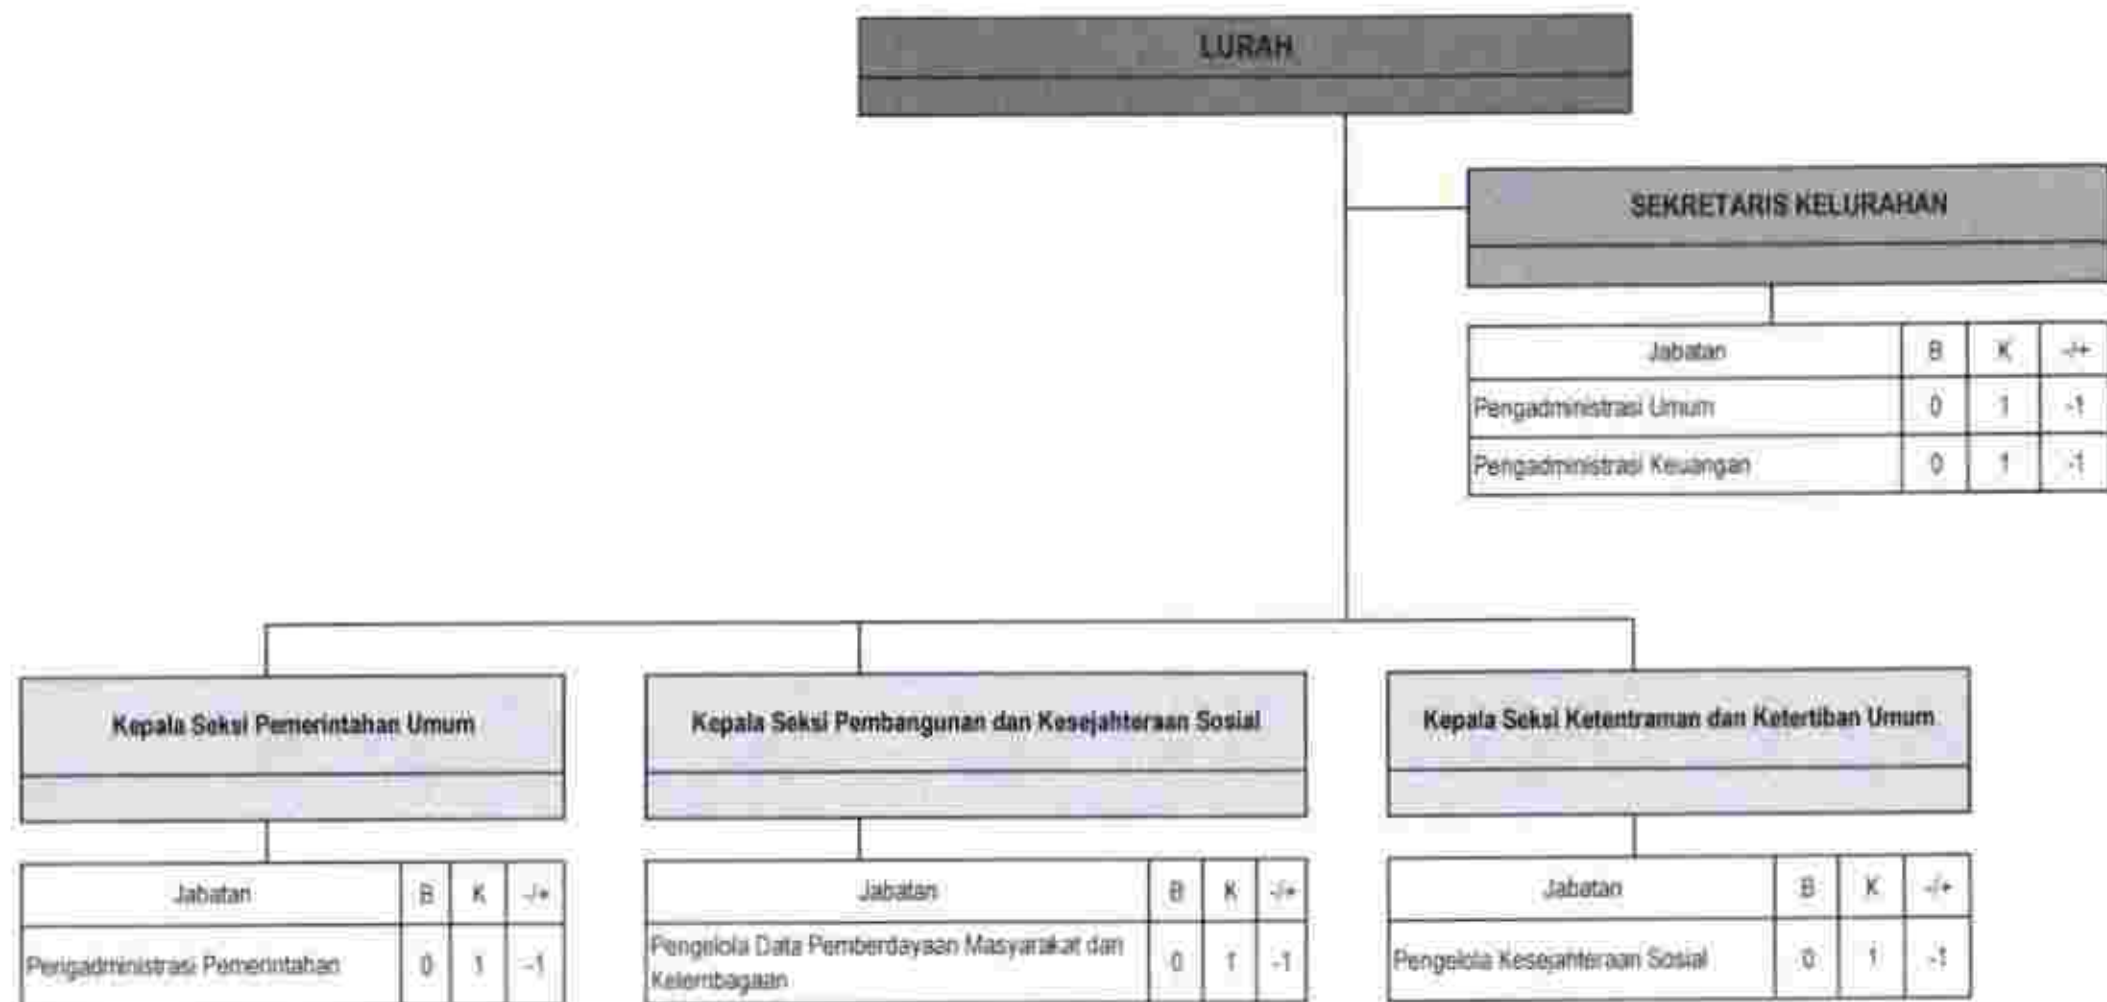 LURAH
SEKRETARIS KELURAHAN
Jabatan B K -/+
Pengadministrasi Umum 0 1 -1
Pengadministrasi Keuangan 0 1 -1
Kepala Seksi Pemerintahan Umum
Jabatan B K -/+
Pengadministrasi Pemerintahan 0 1 -1
Kepala Seksi Pembangunan dan Kesejahteraan Sosial
Jabatan B K -/+
Pengelola Data Pemberdayaan Masyarakat dan
Kelembagaan 0 1 -1
Kepala Seksi Ketentraman dan Ketertiban Umum
Jabatan B K -/+
Pengelola Kesejahteraan Sosial 0 1 -1